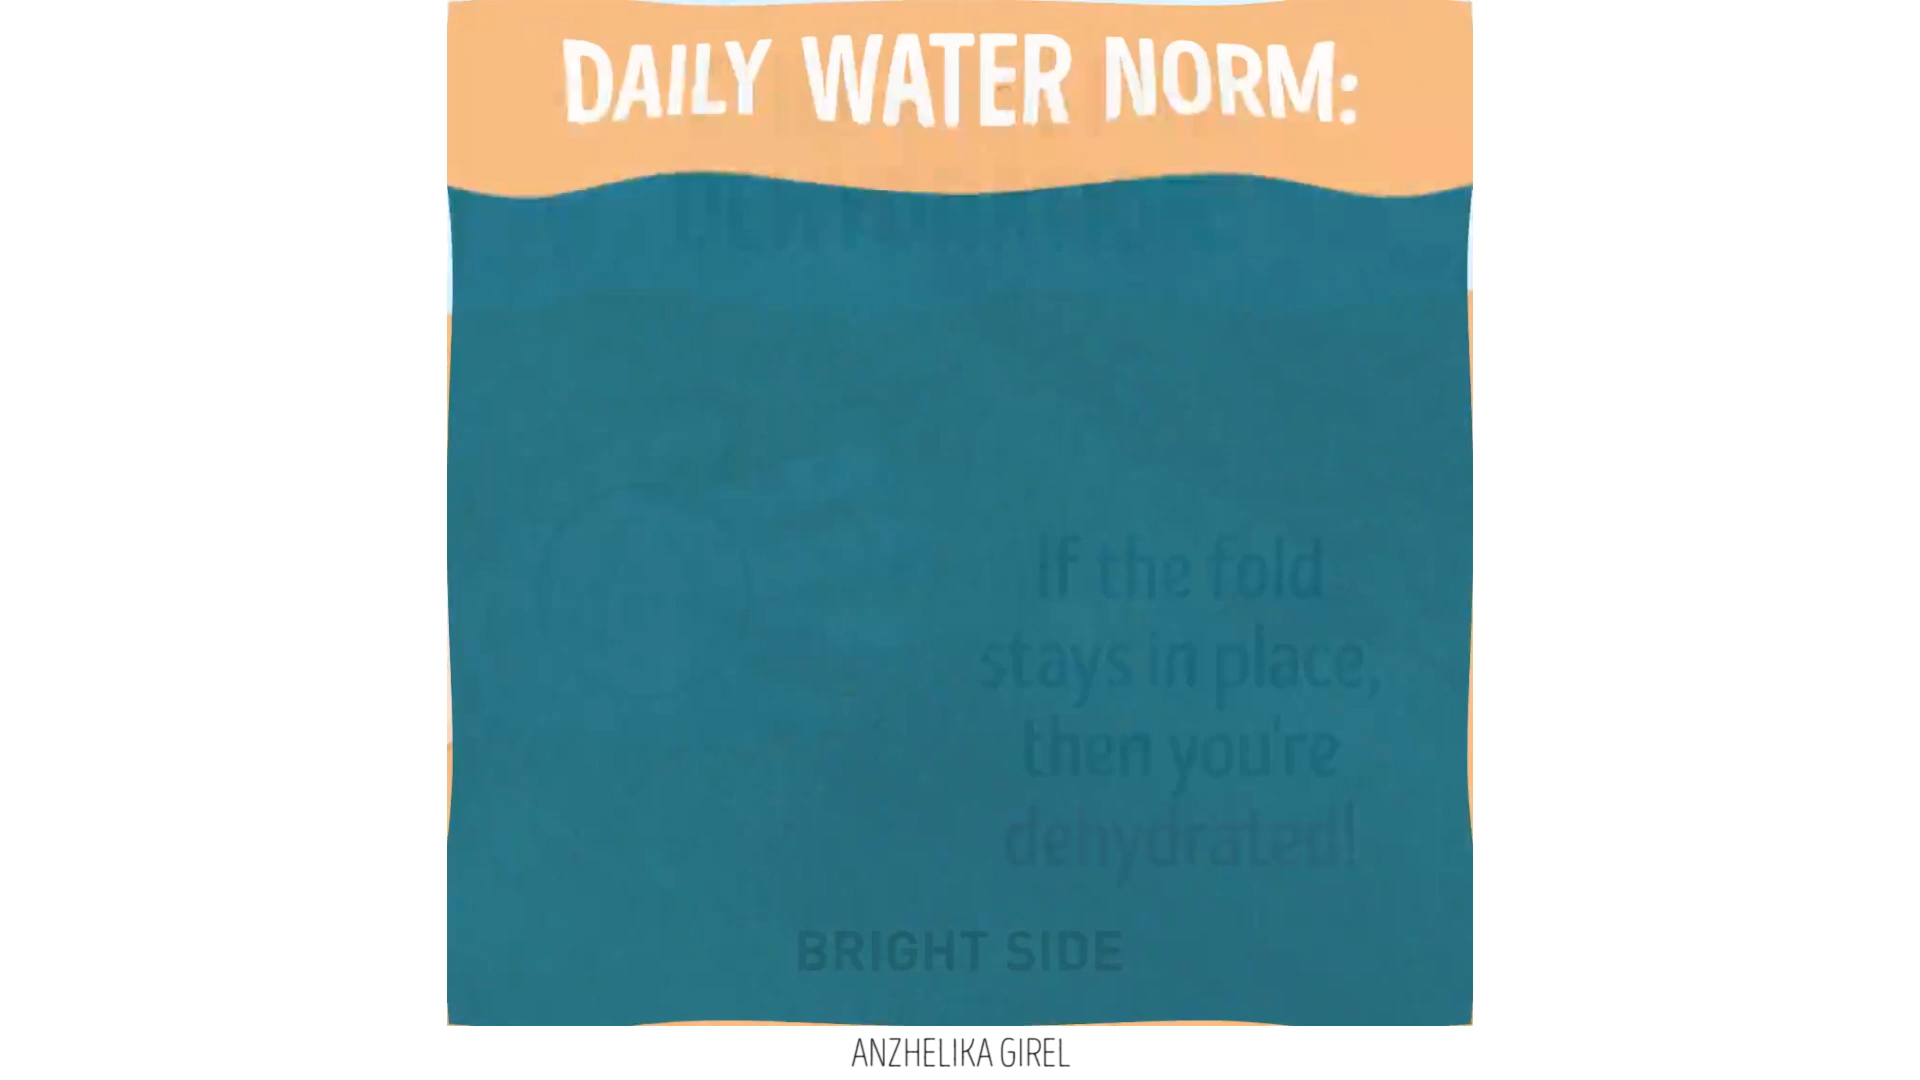 DAILY WATER NORM:
If the fold
stays in place,
then you're
dehydrated!
BRIGHT SIDE
ANZHELIKA GIREL